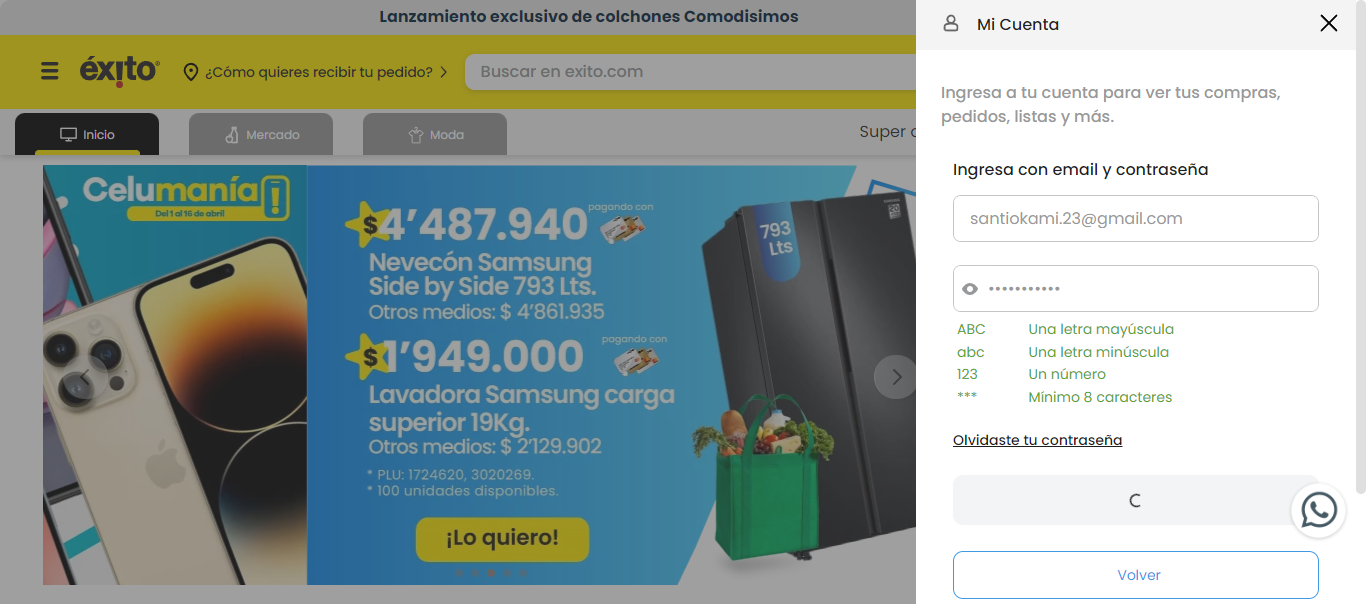 Lanzamiento exclusivo de colchones Comodisimos
éxito
¿Cómo quieres recibir tu pedido?
Buscar en exito.com
Inicio
Mercado
Moda
Super
Celumanía
Del 1 al 16 de abril
$4'487.940
pagando con
Nevecón Samsung
Side by Side 793 Lts.
Otros medios: $ 4'861.935
$1'949.000
pagando con
Lavadora Samsung carga
superior 19Kg.
Otros medios: $ 2'129.902
* PLU: 1724620, 3020269.
* 100 unidades disponibles.
¡Lo quiero!
793
Lts
SAMSUNG
Mi Cuenta
Ingresa a tu cuenta para ver tus compras,
pedidos, listas y más.
Ingresa con email y contraseña
santiokami.23@gmail.com
•••••••••••
ABC Una letra mayúscula
abc Una letra minúscula
123 Un número
*** Mínimo 8 caracteres
Olvidaste tu contraseña
Volver